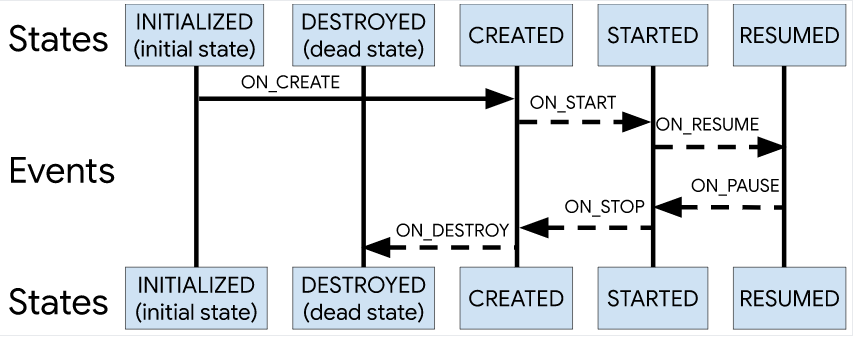 States
INITIALIZED
(initial state)
DESTROYED
(dead state)
CREATED
STARTED
RESUMED
ON_CREATE
ON_START
ON_RESUME
Events
ON_PAUSE
ON_STOP
ON_DESTROY
States
INITIALIZED
(initial state)
DESTROYED
(dead state)
CREATED
STARTED
RESUMED